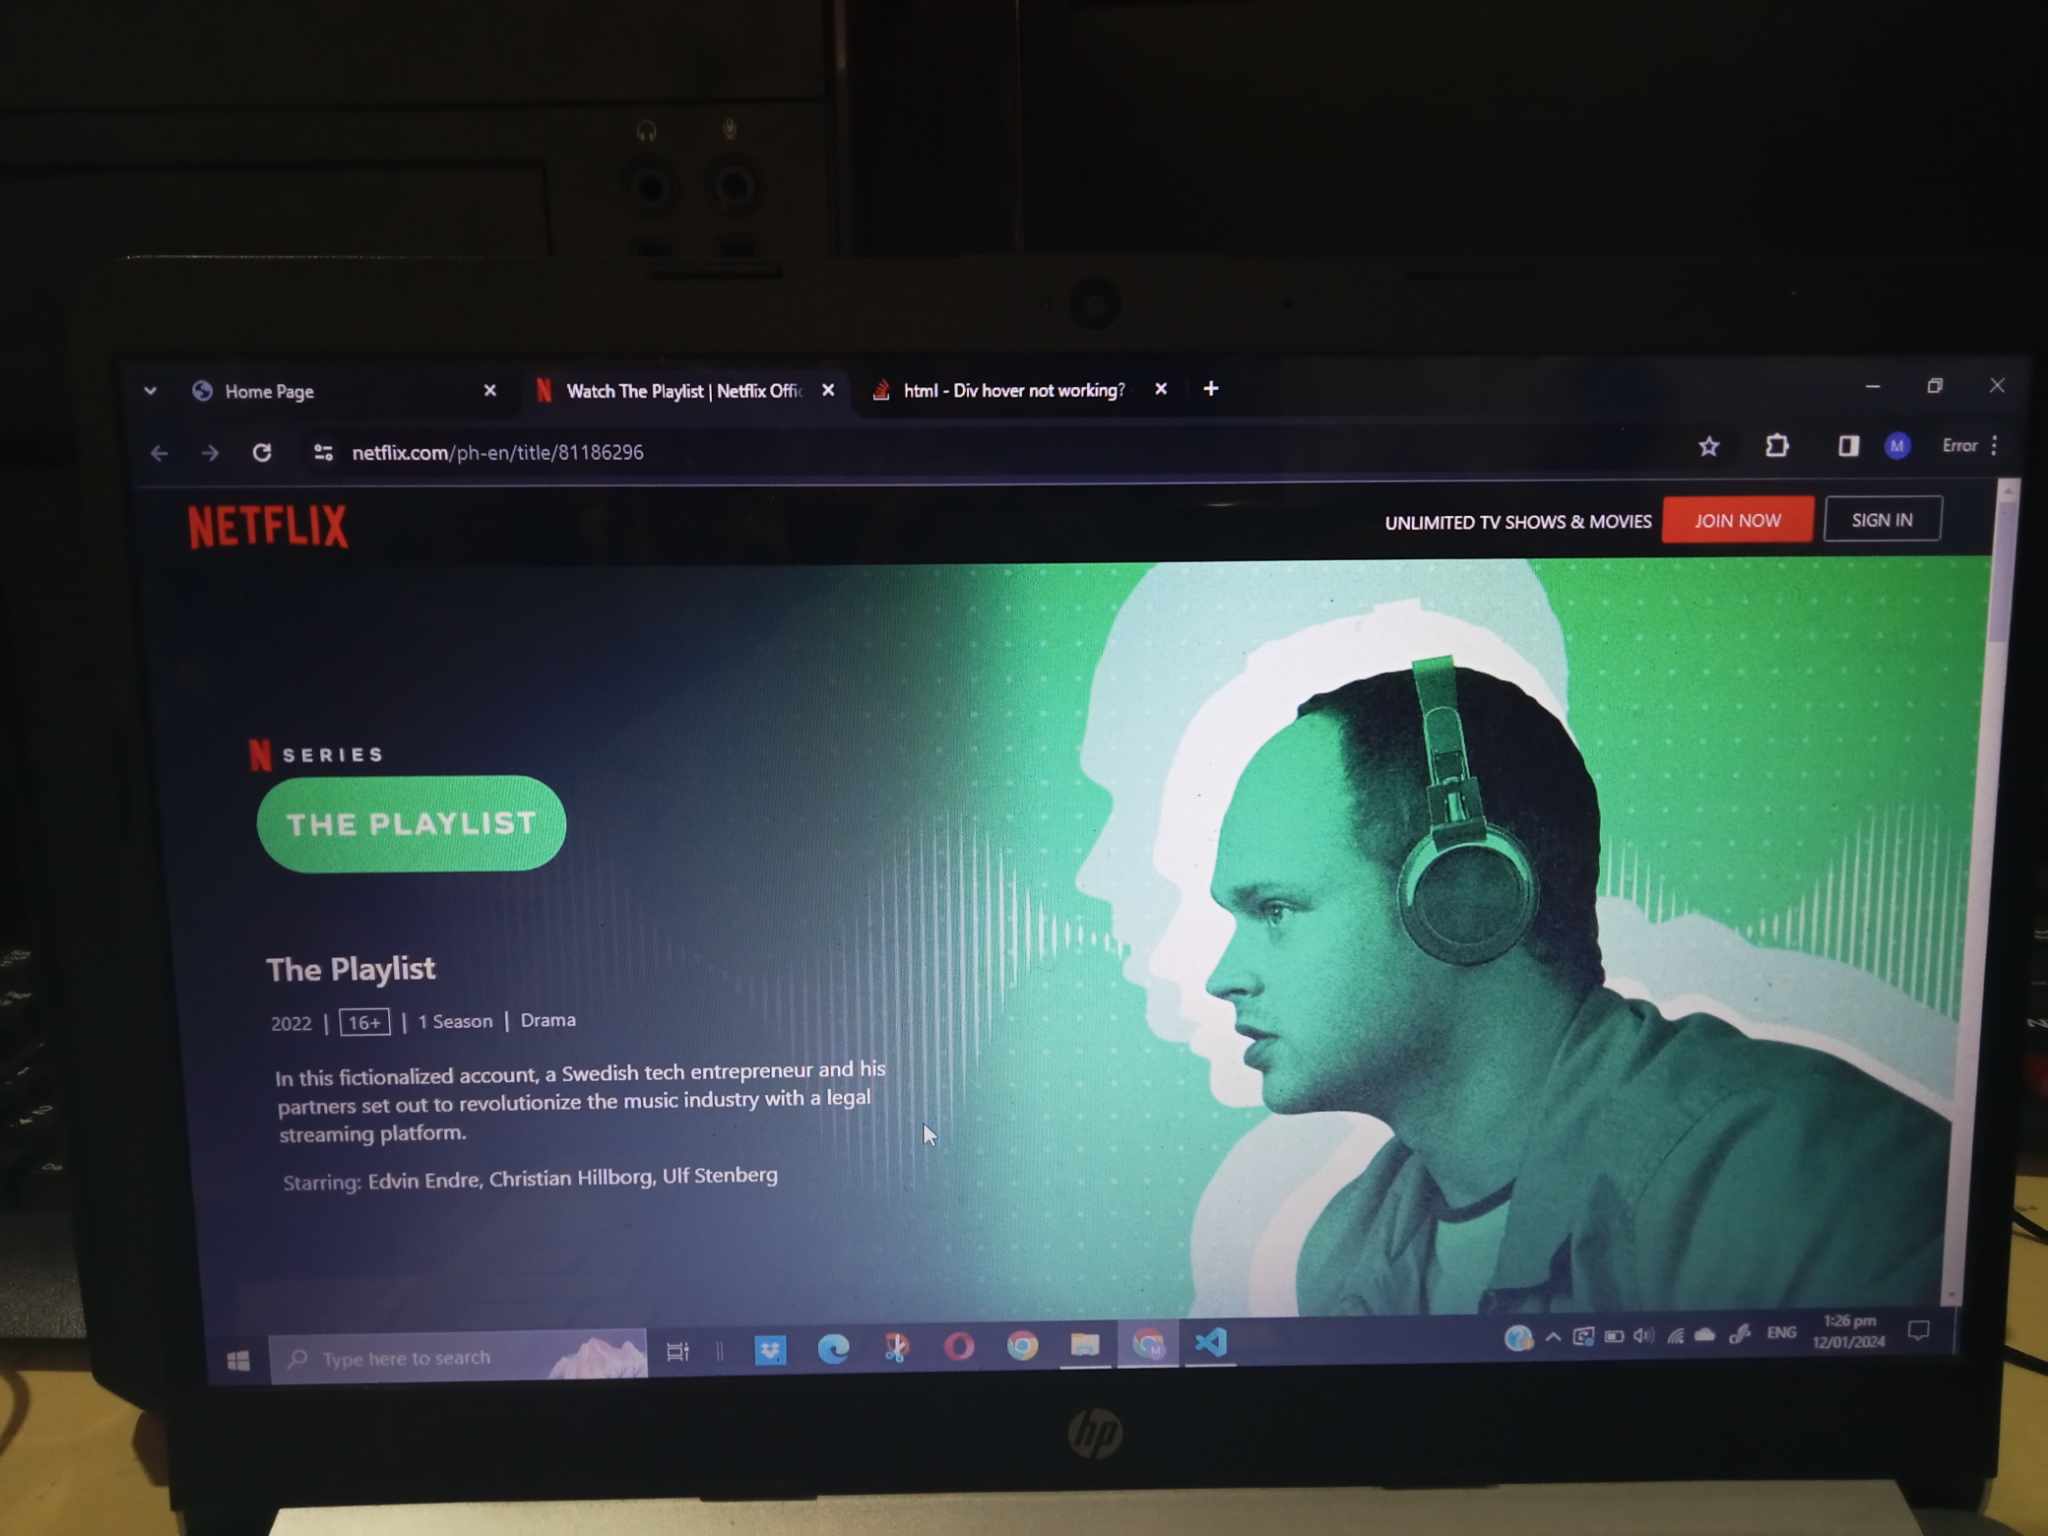 Home Page
Watch The Playlist | Netflix Offic
html - Div hover not working?
netflix.com/ph-en/title/81186296
M
Error
NETFLIX
UNLIMITED TV SHOWS & MOVIES
JOIN NOW
SIGN IN
N SERIES
THE PLAYLIST
The Playlist
2022 | 16+ | 1 Season | Drama
In this fictionalized account, a Swedish tech entrepreneur and his
partners set out to revolutionize the music industry with a legal
streaming platform.
Starring: Edvin Endre, Christian Hillborg, Ulf Stenberg
Type here to search
ENG
1:26 pm
12/01/2024
hp